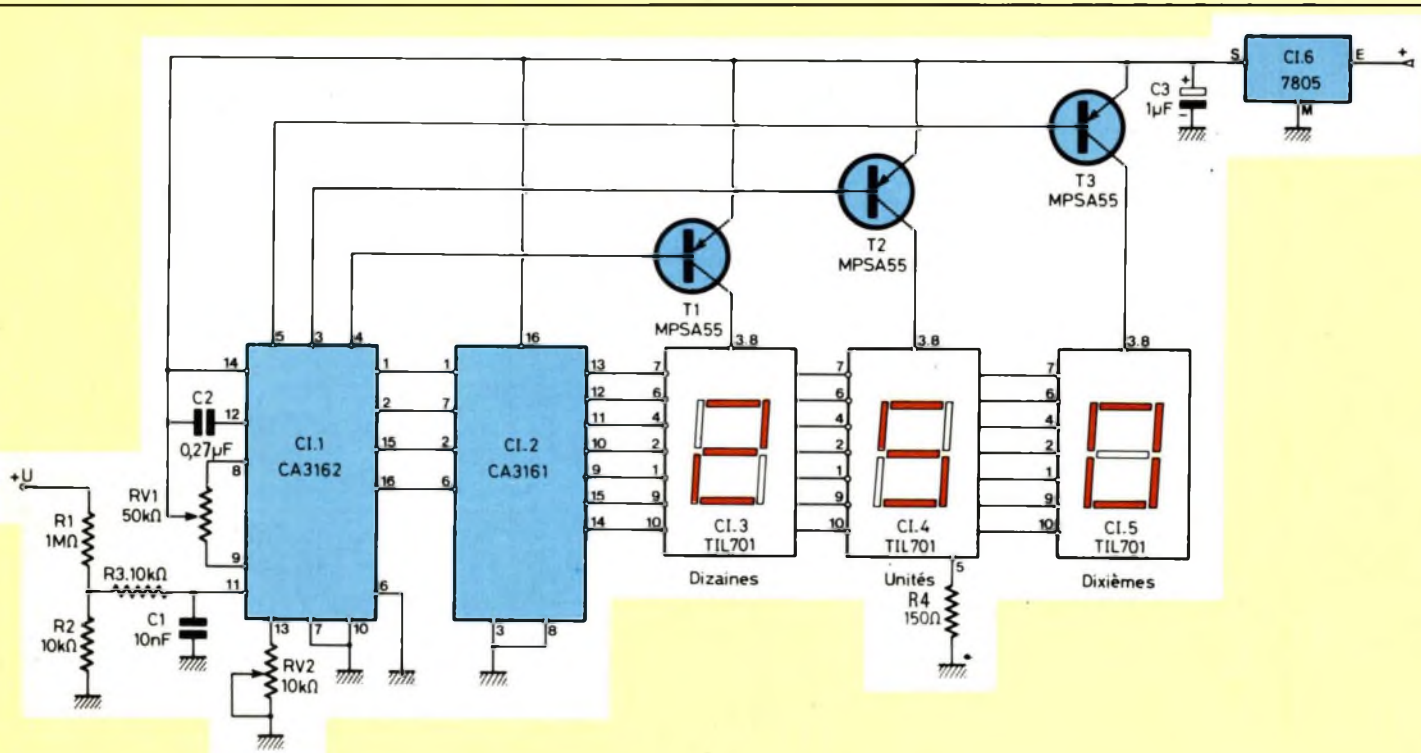 S
CI.6
7805
E
+
M
C3
1µF
+
-
T3
MPSA55
T2
MPSA55
T1
MPSA55
5
3
4
16
3.8
3.8
3.8
14
C2
12
0,27µF
8
RV1
50kΩ
9
11
CI.1
CA3162
1
2
15
16
6
13
7
10
1
7
2
6
CI.2
CA3161
13
12
11
10
9
15
14
3
8
7
6
4
2
1
9
10
CI.3
TIL701
Dizaines
7
6
4
2
1
9
10
CI.4
TIL701
Unités
5
R4
150Ω
7
6
4
2
1
9
10
CI.5
TIL701
Dixièmes
+U
R1
1MΩ
R3.10kΩ
R2
10kΩ
C1
10nF
RV2
10kΩ